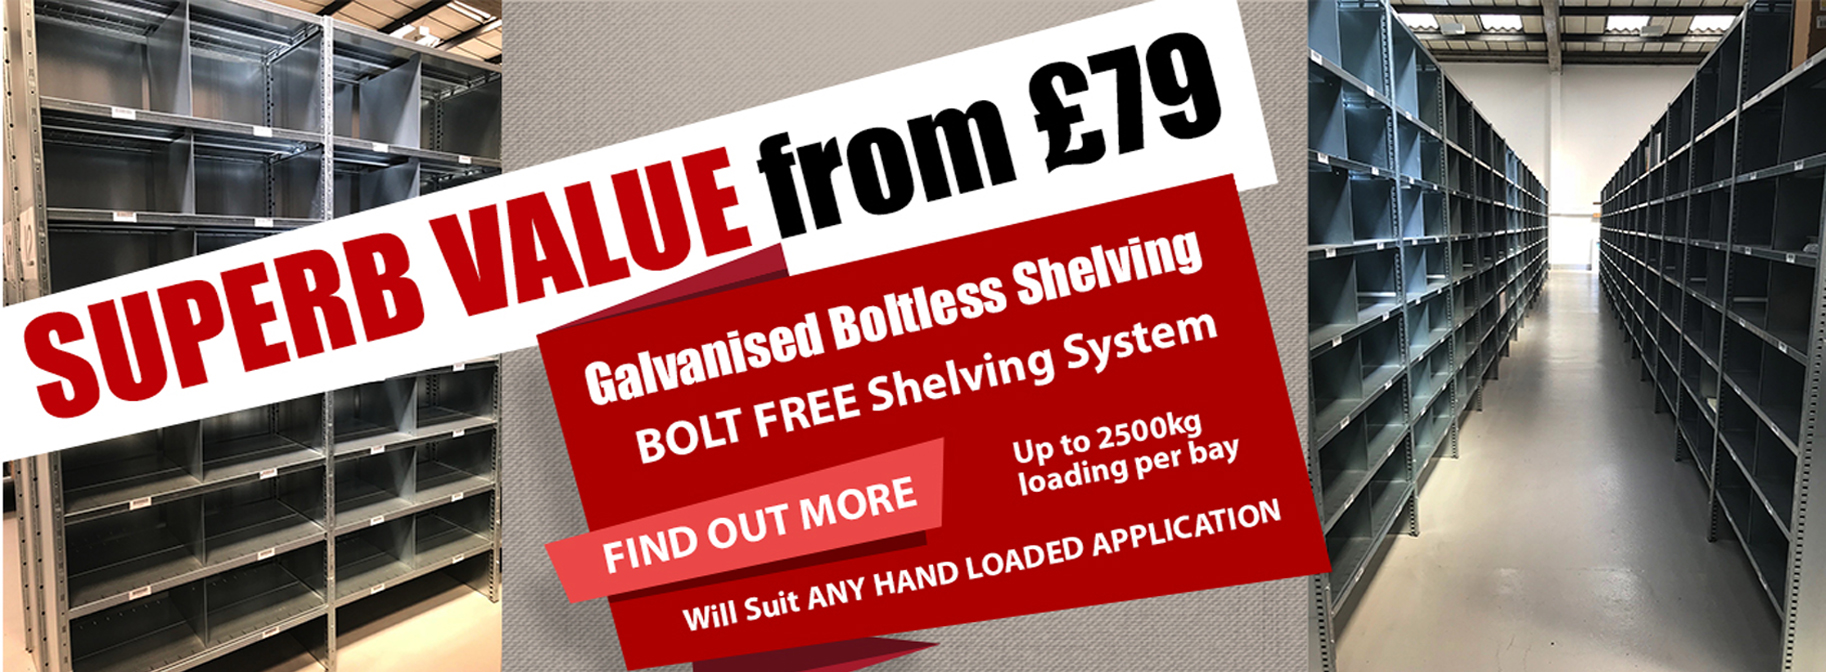 SUPERB VALUE from £79
Galvanised Boltless Shelving
BOLT FREE Shelving System
Up to 2500kg
loading per bay
FIND OUT MORE
Will Suit ANY HAND LOADED APPLICATION